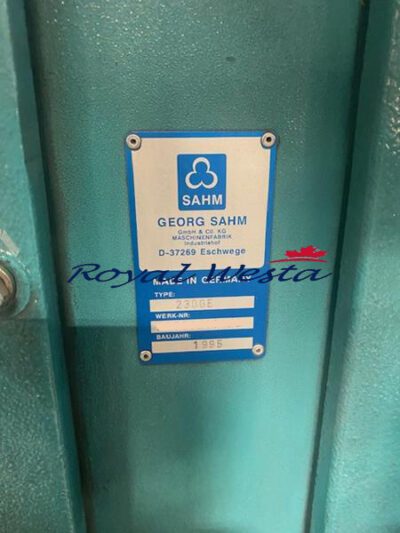 SAHM
GEORG SAHM
GmbH & Co. KG
MASCHINENFABRIK
Industriehof
D-37269 Eschwege
Royal Westa
MADE IN GERMANY
TYPE:
230GE
WERK-NR:
BAUJAHR:
1995